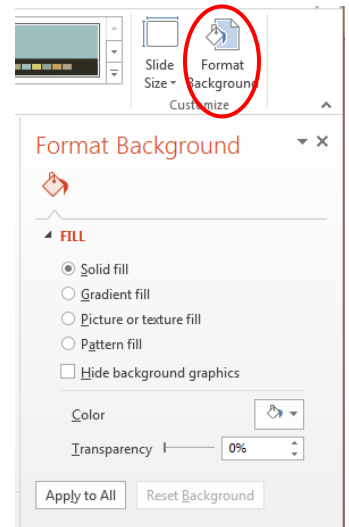 Slide Format
Size Background
Customize
Format Background
FILL
Solid fill
Gradient fill
Picture or texture fill
Pattern fill
Hide background graphics
Color
Transparency 0%
Apply to All Reset Background